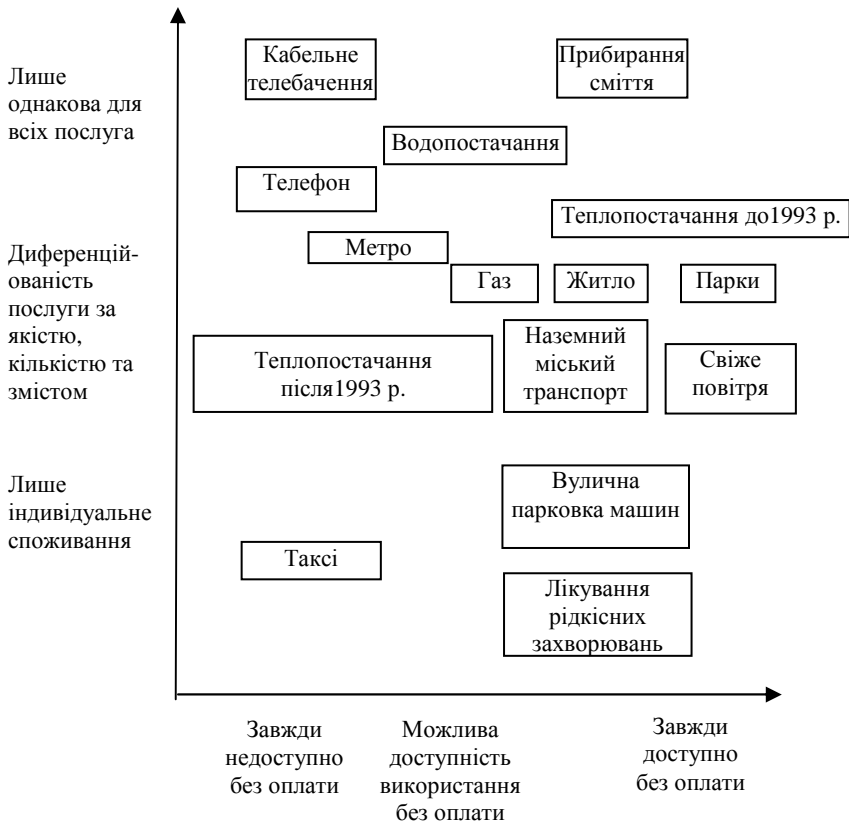 Кабельне
телебачення
Прибирання
сміття
Лише
однакова для
всіх послуга
Водопостачання
Телефон
Теплопостачання до1993 р.
Метро
Диференцій-
ованість
послуги за
якістю,
кількістю та
змістом
Газ
Житло
Парки
Теплопостачання
після1993 р.
Наземний
міський
транспорт
Свіже
повітря
Лише
індивідуальне
споживання
Вулична
парковка машин
Таксі
Лікування
рідкісних
захворювань
Завжди
недоступно
без оплати
Можлива
доступність
використання
без оплати
Завжди
доступно
без оплати